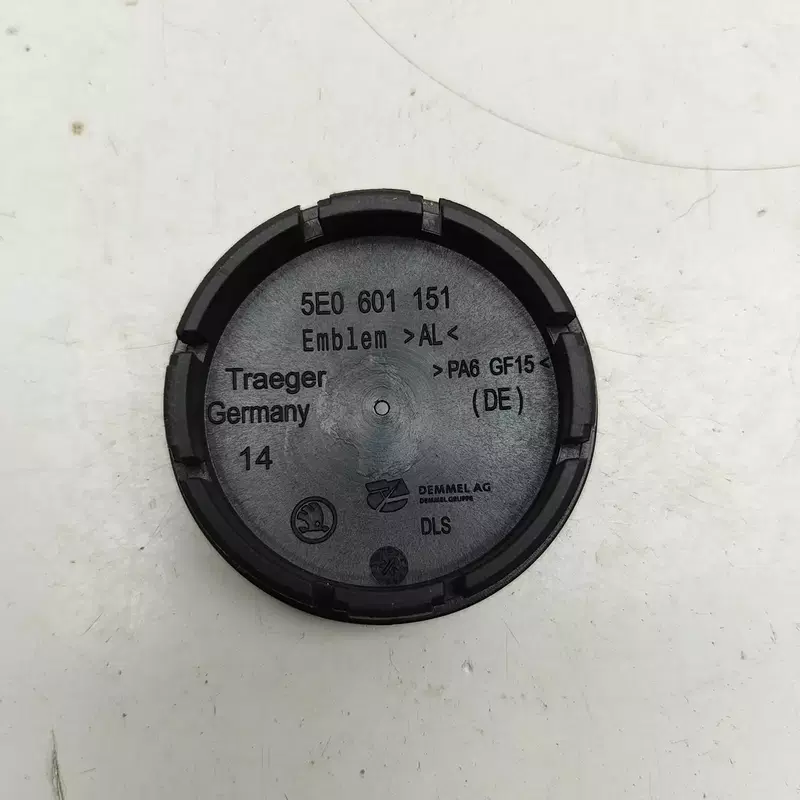 5E0 601 151
Emblem >AL<
>PA6 GF15<
Traeger
(DE)
Germany
14
DEMMEL AG
DEMMEL GRUPPE
DLS